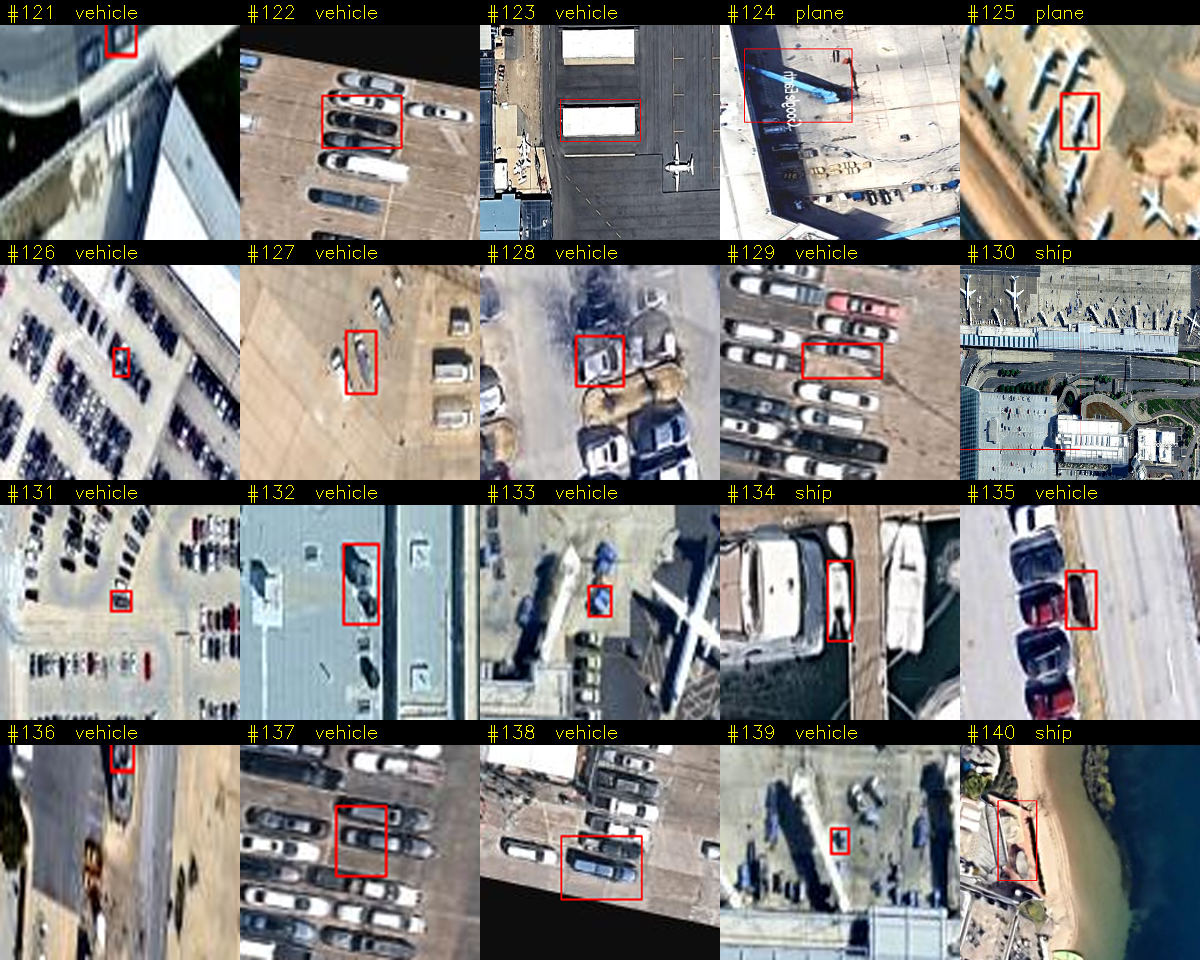 #121 vehicle
#122 vehicle
#123 vehicle
#124 plane
#125 plane
#126 vehicle
#127 vehicle
#128 vehicle
#129 vehicle
#130 ship
#131 vehicle
#132 vehicle
#133 vehicle
#134 ship
#135 vehicle
#136 vehicle
#137 vehicle
#138 vehicle
#139 vehicle
#140 ship